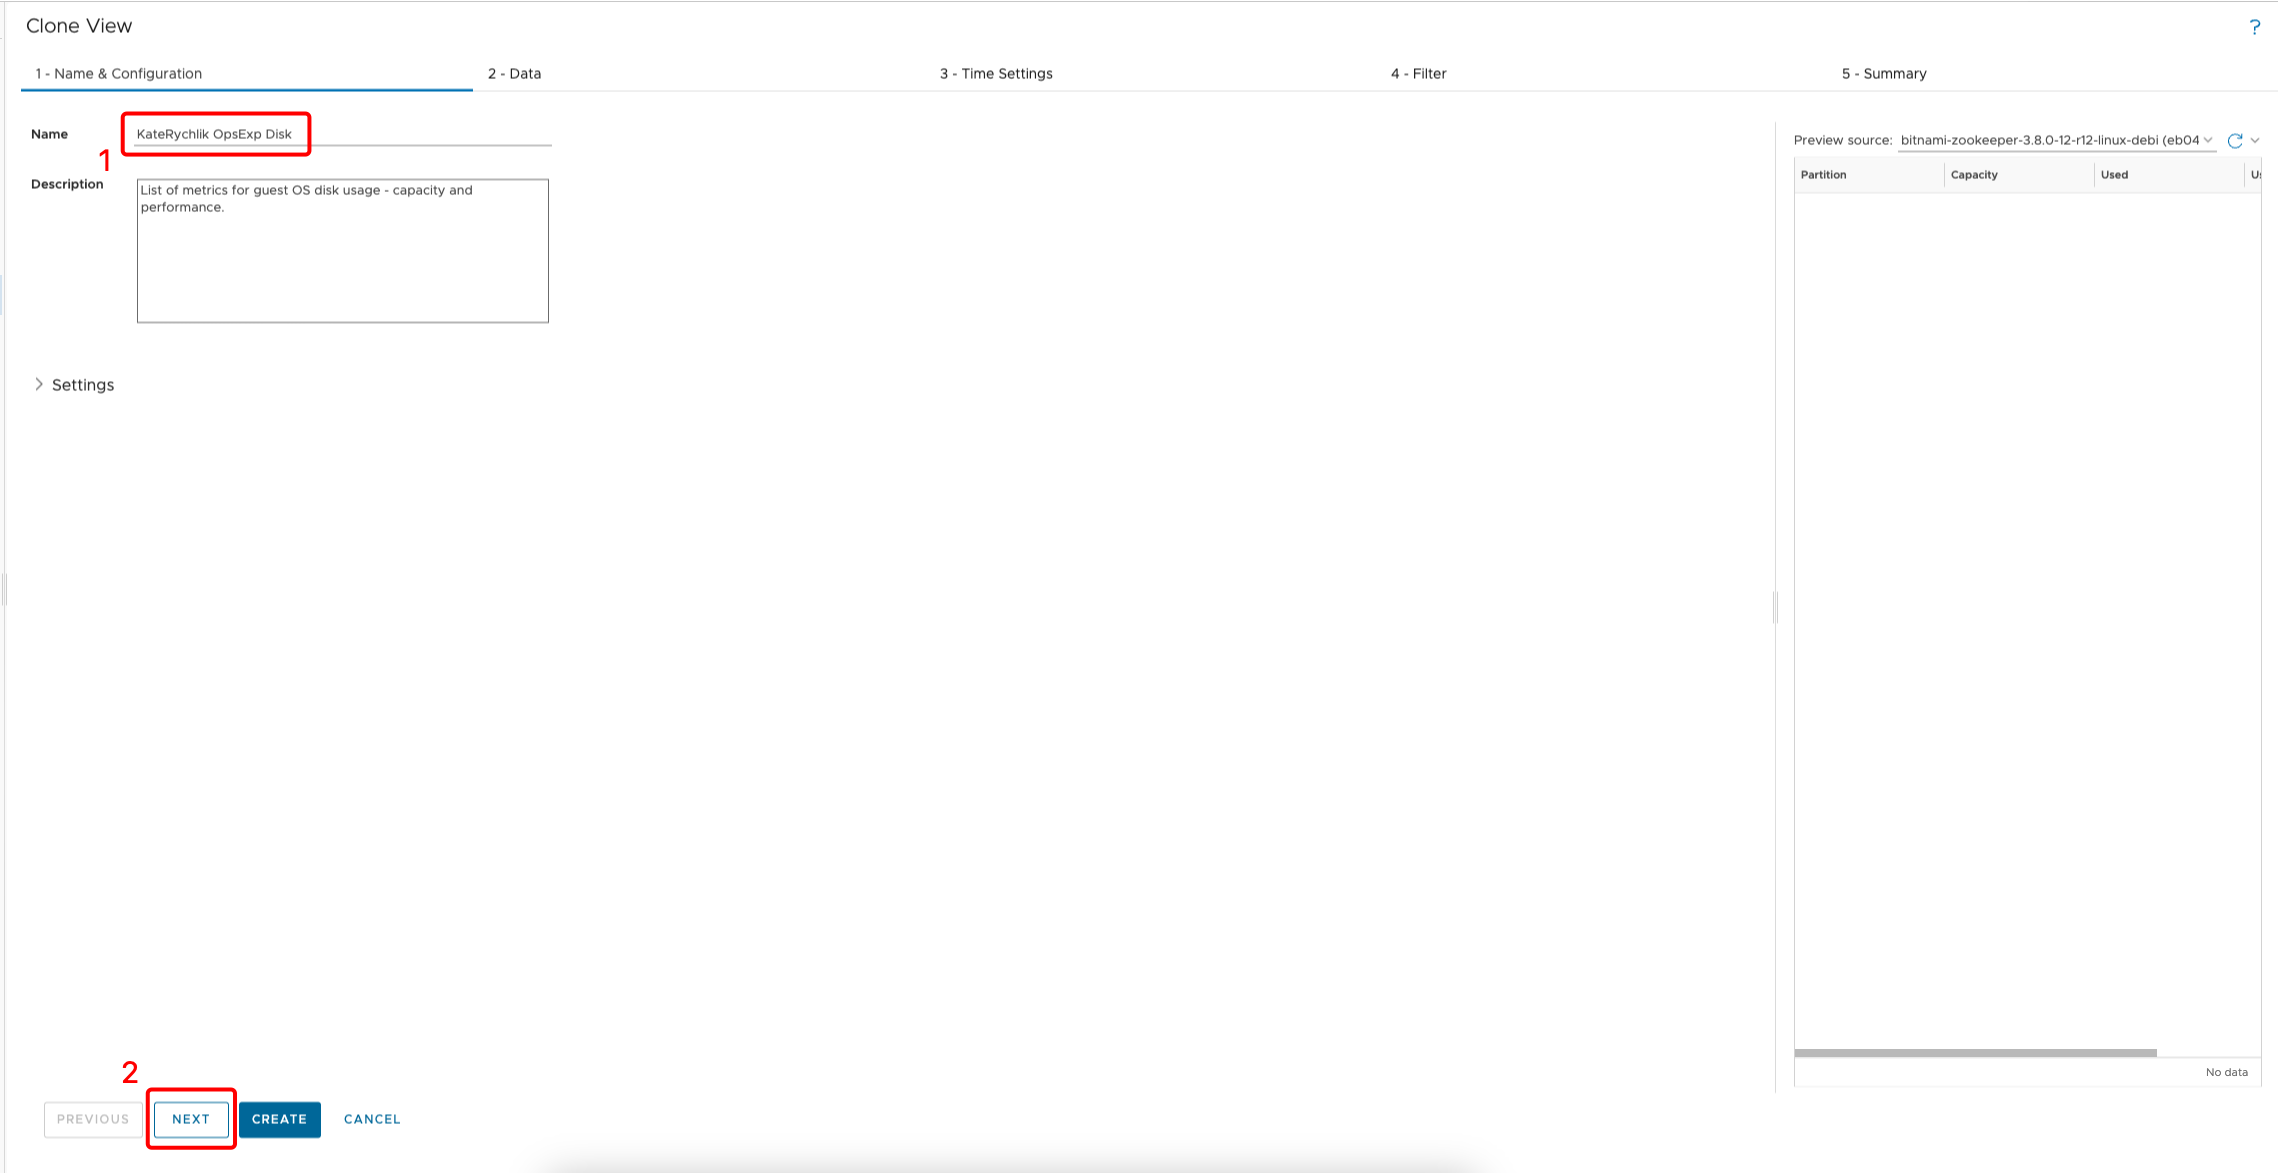 Clone View
?
1 - Name & Configuration
2 - Data
3 - Time Settings
4 - Filter
5 - Summary
Name
KateRychlik OpsExp Disk
1
Description
List of metrics for guest OS disk usage - capacity and
performance.
Settings
Preview source: bitnami-zookeeper-3.8.0-12-r12-linux-debi (eb04
Partition
Capacity
Used
No data
2
PREVIOUS
NEXT
CREATE
CANCEL